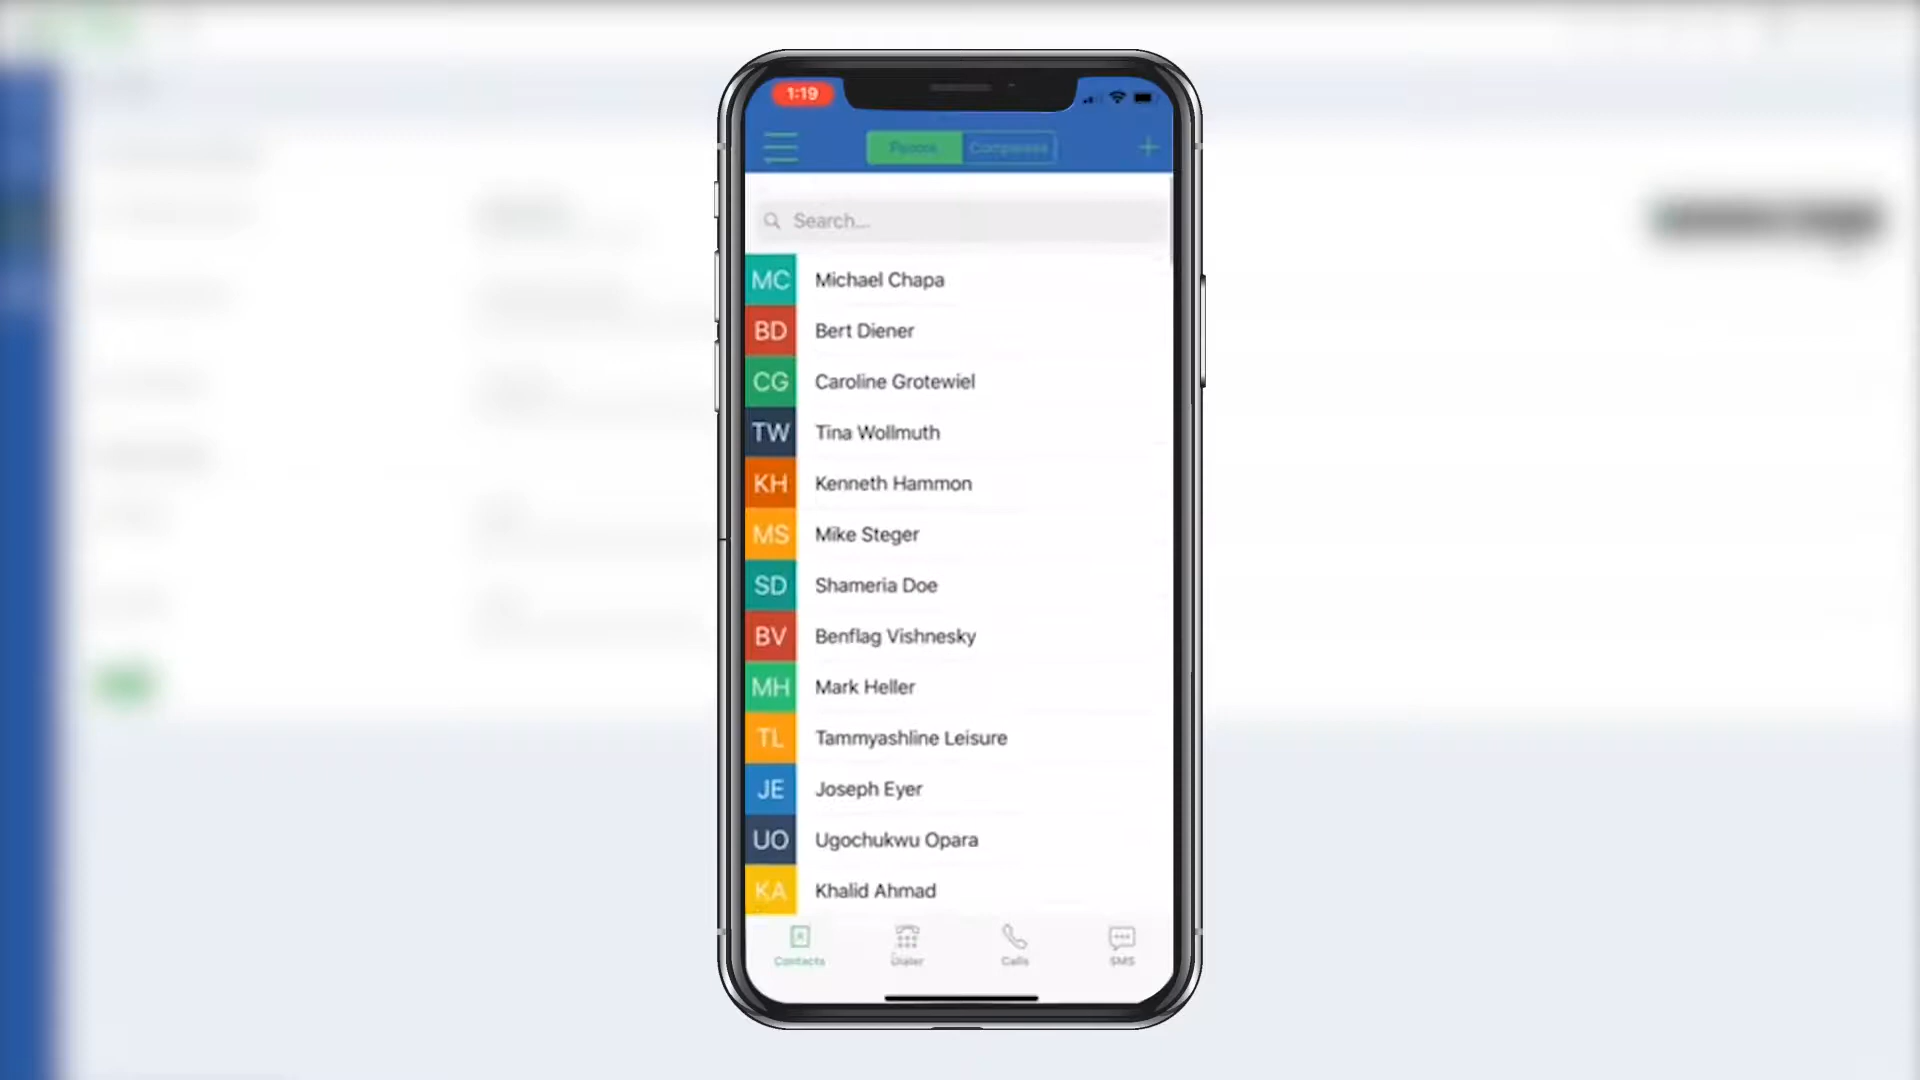 1:19
People Companies
Search...
MC Michael Chapa
BD Bert Diener
CG Caroline Grotewiel
TW Tina Wollmuth
KH Kenneth Hammon
MS Mike Steger
SD Shameria Doe
BV Benflag Vishnesky
MH Mark Heller
TL Tammyashline Leisure
JE Joseph Eyer
UO Ugochukwu Opara
KA Khalid Ahmad
Contacts Dialer Calls SMS